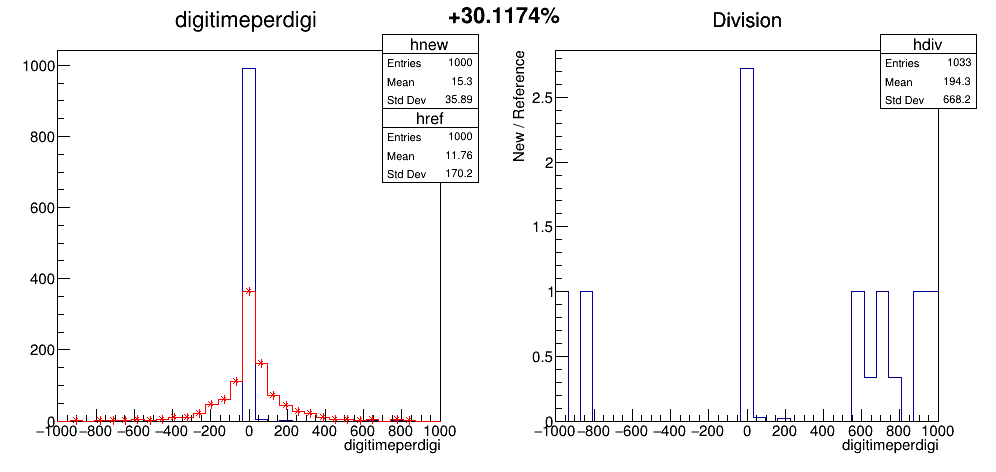 digitimeperdigi
+30.1174%
Division
hnew
Entries 1000
Mean 15.3
Std Dev 35.89
href
Entries 1000
Mean 11.76
Std Dev 170.2
1000
800
600
400
200
0
−1000 −800 −600 −400 −200 0 200 400 600 800 1000
digitimeperdigi
hdiv
Entries 1033
Mean 194.3
Std Dev 668.2
New / Reference
2.5
2
1.5
1
0.5
0
−1000 −800 −600 −400 −200 0 200 400 600 800 1000
digitimeperdigi